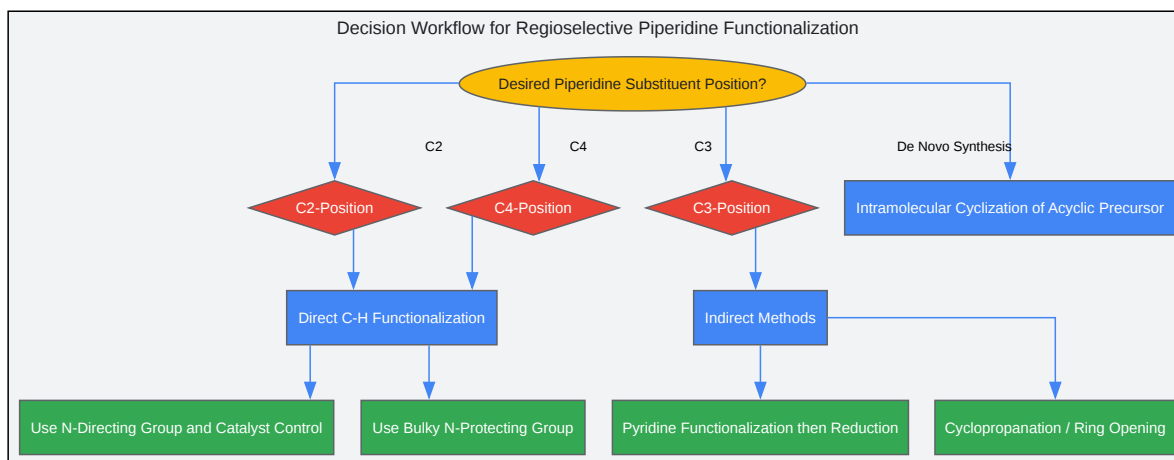 Decision Workflow for Regioselective Piperidine Functionalization
Desired Piperidine Substituent Position?
C2
C4
C3
De Novo Synthesis
C2-Position
C4-Position
C3-Position
Intramolecular Cyclization of Acyclic Precursor
Direct C-H Functionalization
Indirect Methods
Use N-Directing Group and Catalyst Control
Use Bulky N-Protecting Group
Pyridine Functionalization then Reduction
Cyclopropanation / Ring Opening